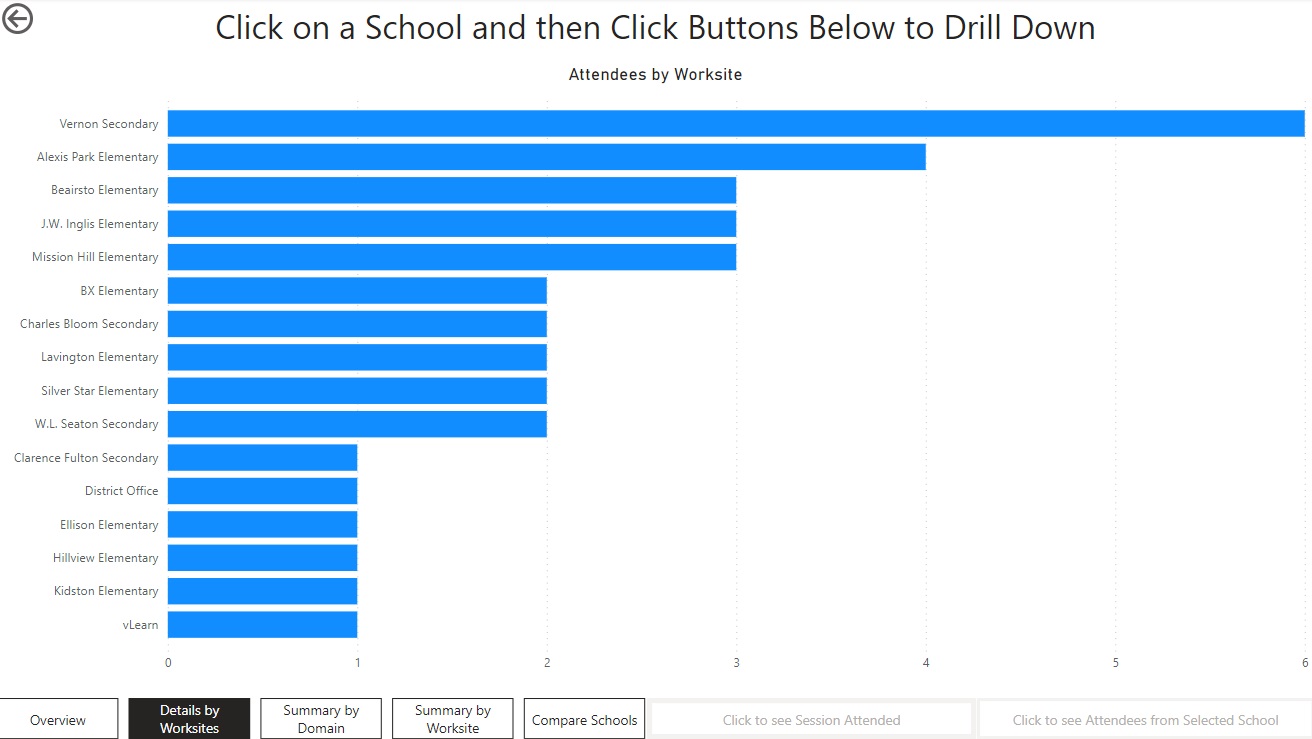 Click on a School and then Click Buttons Below to Drill Down
Attendees by Worksite
Vernon Secondary
Alexis Park Elementary
Beairsto Elementary
J.W. Inglis Elementary
Mission Hill Elementary
BX Elementary
Charles Bloom Secondary
Lavington Elementary
Silver Star Elementary
W.L. Seaton Secondary
Clarence Fulton Secondary
District Office
Ellison Elementary
Hillview Elementary
Kidston Elementary
vLearn
0 1 2 3 4 5 6
Overview
Details by
Worksites
Summary by
Domain
Summary by
Worksite
Compare Schools
Click to see Session Attended
Click to see Attendees from Selected School